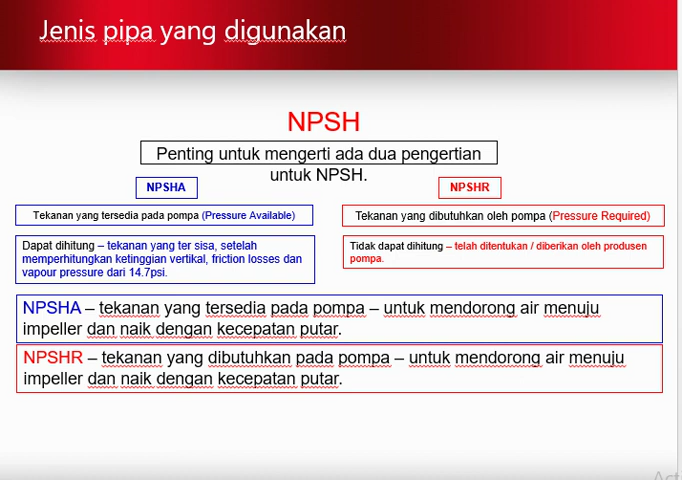 Jenis pipa yang digunakan
NPSH
Penting untuk mengerti ada dua pengertian
untuk NPSH.
NPSHA
NPSHR
Tekanan yang tersedia pada pompa (Pressure Available)
Tekanan yang dibutuhkan oleh pompa (Pressure Required)
Dapat dihitung – tekanan yang ter sisa, setelah
memperhitungkan ketinggian vertikal, friction losses dan
vapour pressure dari 14.7psi.
Tidak dapat dihitung – telah ditentukan / diberikan oleh produsen
pompa.
NPSHA – tekanan yang tersedia pada pompa – untuk mendorong air menuju
impeller dan naik dengan kecepatan putar.
NPSHR – tekanan yang dibutuhkan pada pompa – untuk mendorong air menuju
impeller dan naik dengan kecepatan putar.